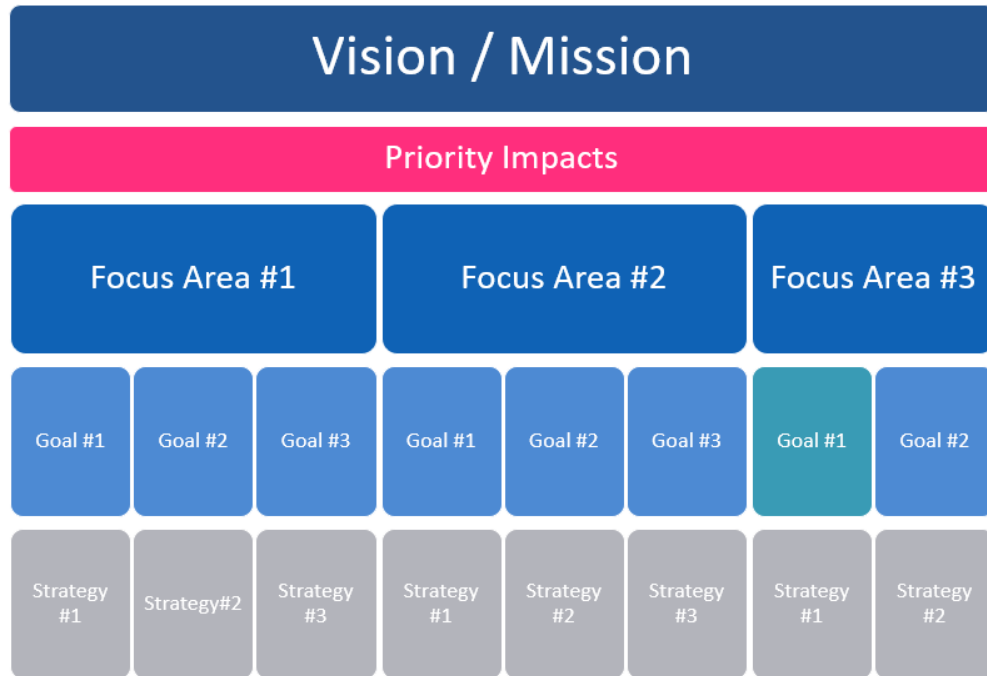 Vision / Mission
Priority Impacts
Focus Area #1
Focus Area #2
Focus Area #3
Goal #1
Goal #2
Goal #3
Goal #1
Goal #2
Goal #3
Goal #1
Goal #2
Strategy
#1
Strategy#2
Strategy
#3
Strategy
#1
Strategy
#2
Strategy
#3
Strategy
#1
Strategy
#2